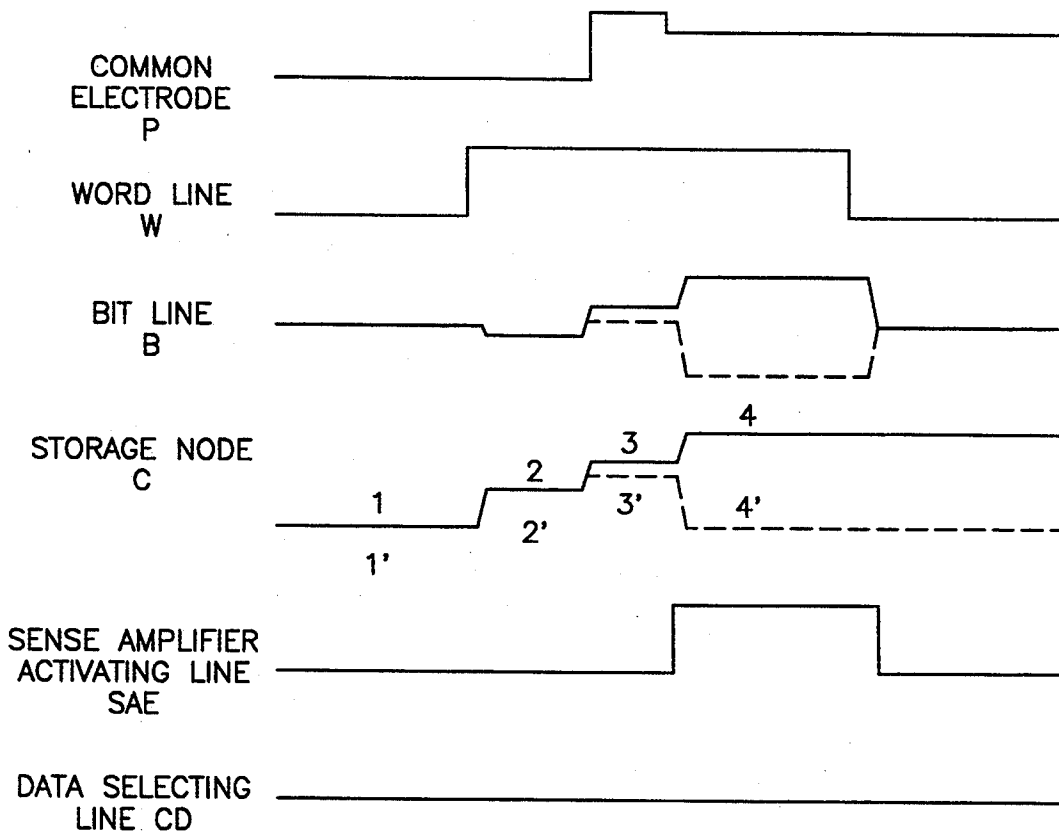 COMMON
ELECTRODE
P
WORD LINE
W
BIT LINE
B
STORAGE NODE
C
1
1'
2
2'
3
3'
4
4'
SENSE AMPLIFIER
ACTIVATING LINE
SAE
DATA SELECTING
LINE CD